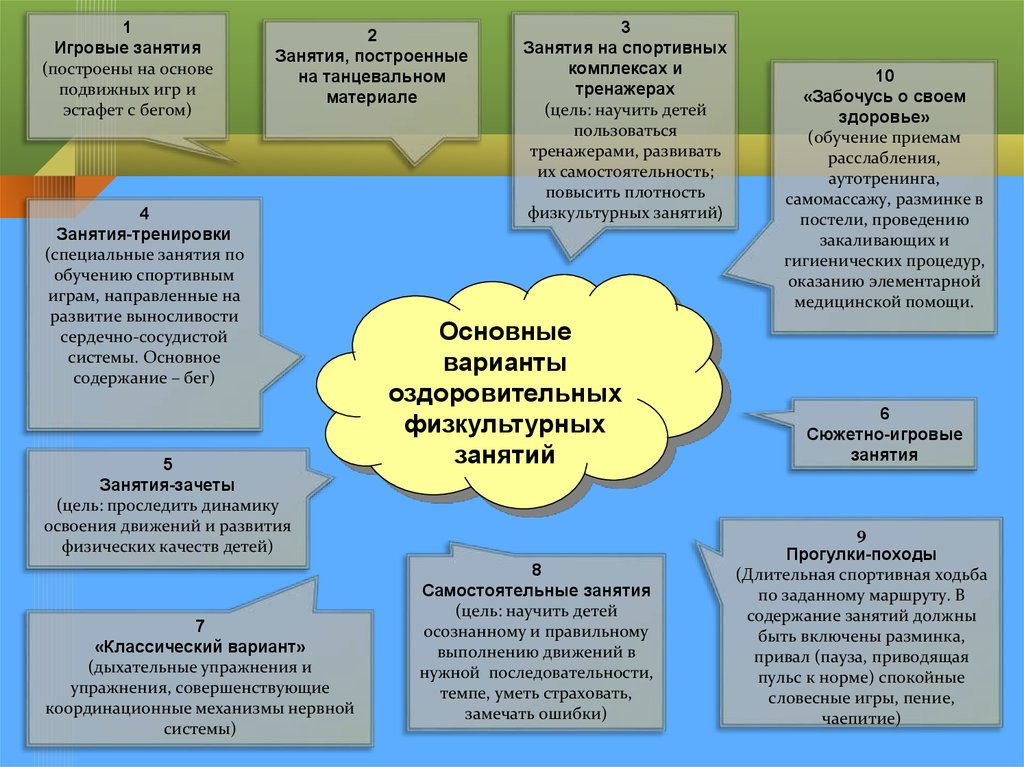 1
Игровые занятия
(построены на основе
подвижных игр и
эстафет с бегом)
2
Занятия, построенные
на танцевальном
материале
3
Занятия на спортивных
комплексах и
тренажерах
(цель: научить детей
пользоваться
тренажерами, развивать
их самостоятельность;
повысить плотность
физкультурных занятий)
10
«Забочусь о своем
здоровье»
(обучение приемам
расслабления,
аутотренинга,
самомассажу, разминке в
постели, проведению
закаливающих и
гигиенических процедур,
оказанию элементарной
медицинской помощи.
4
Занятия-тренировки
(специальные занятия по
обучению спортивным
играм, направленные на
развитие выносливости
сердечно-сосудистой
системы. Основное
содержание – бег)
Основные
варианты
оздоровительных
физкультурных
занятий
6
Сюжетно-игровые
занятия
5
Занятия-зачеты
(цель: проследить динамику
освоения движений и развития
физических качеств детей)
7
«Классический вариант»
(дыхательные упражнения и
упражнения, совершенствующие
координационные механизмы нервной
системы)
8
Самостоятельные занятия
(цель: научить детей
осознанному и правильному
выполнению движений в
нужной последовательности,
темпе, уметь страховать,
замечать ошибки)
9
Прогулки-походы
(Длительная спортивная ходьба
по заданному маршруту. В
содержание занятий должны
быть включены разминка,
привал (пауза, приводящая
пульс к норме) спокойные
словесные игры, пение,
чаепитие)